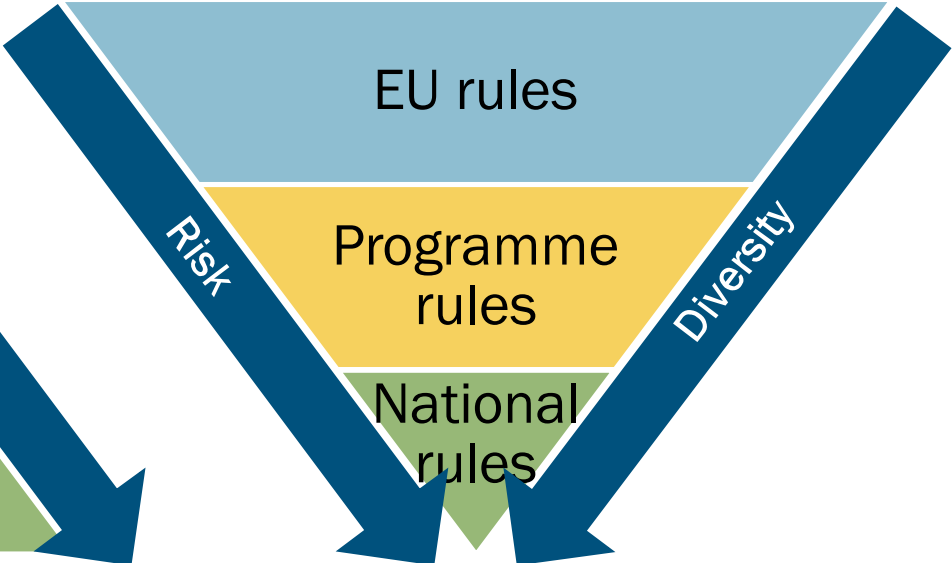 EU rules
Programme
rules
National
rules
Risk
Diversity